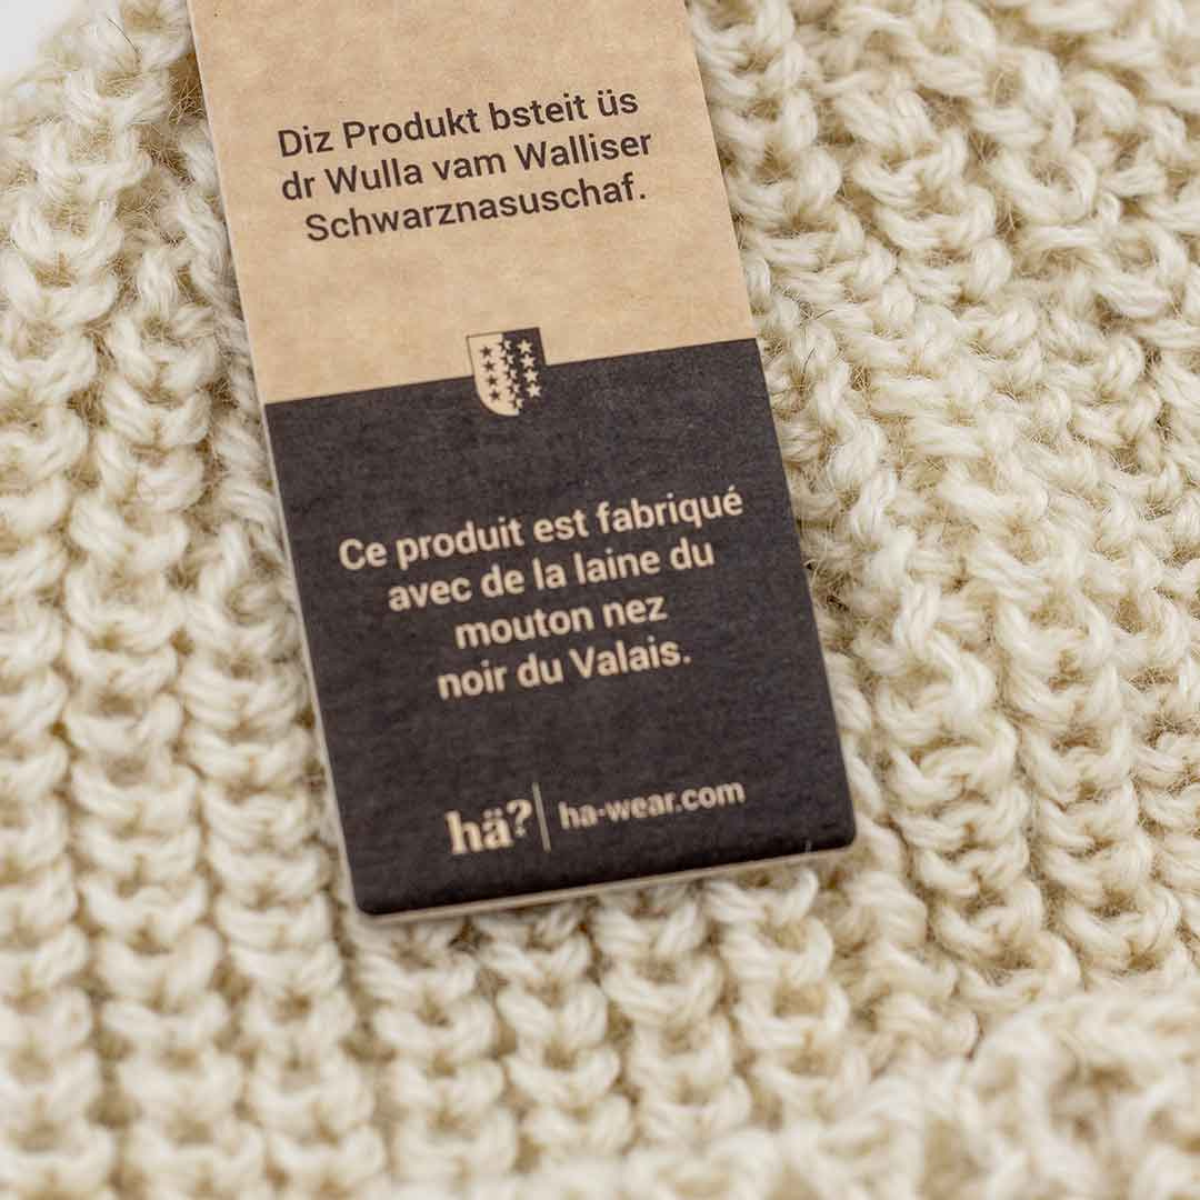 Diz Produkt bsteit üs
dr Wulla vam Walliser
Schwarznasuschaf.
Ce produit est fabriqué
avec de la laine du
mouton nez
noir du Valais.
hä? ha-wear.com